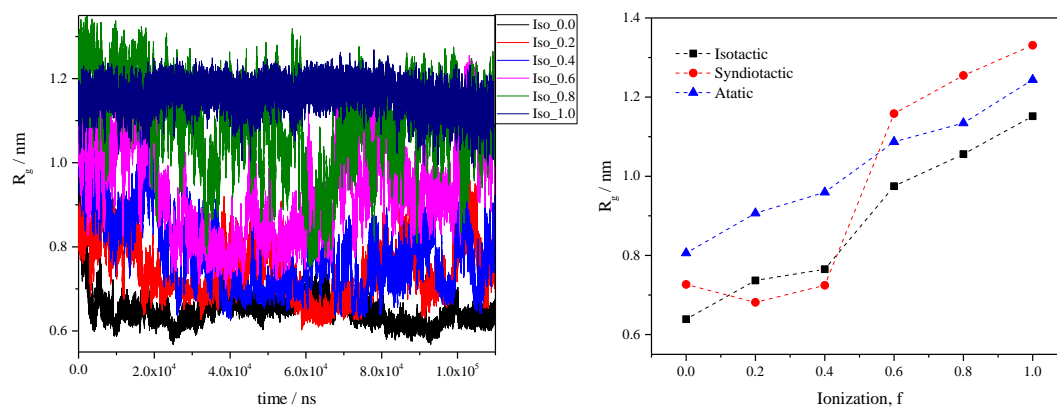 Iso_0.0
Iso_0.2
Iso_0.4
Iso_0.6
Iso_0.8
Iso_1.0
1.2
1.0
0.8
0.6
R_g / nm
0.0 2.0x10^4 4.0x10^4 6.0x10^4 8.0x10^4 1.0x10^5
time / ns
Isotactic
Syndiotactic
Atatic
1.4
1.2
1.0
0.8
0.6
R_g / nm
0.0 0.2 0.4 0.6 0.8 1.0
Ionization, f